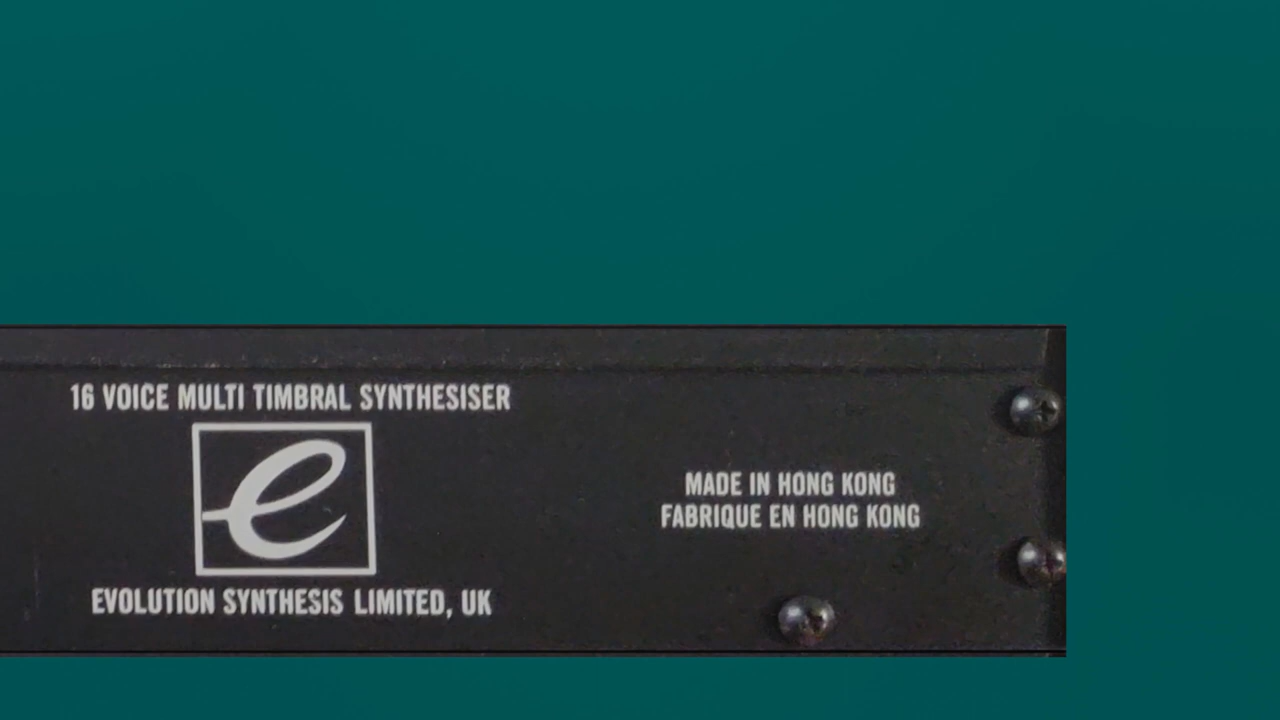 16 VOICE MULTI TIMBRAL SYNTHESISER
e
EVOLUTION SYNTHESIS LIMITED, UK
MADE IN HONG KONG
FABRIQUE EN HONG KONG